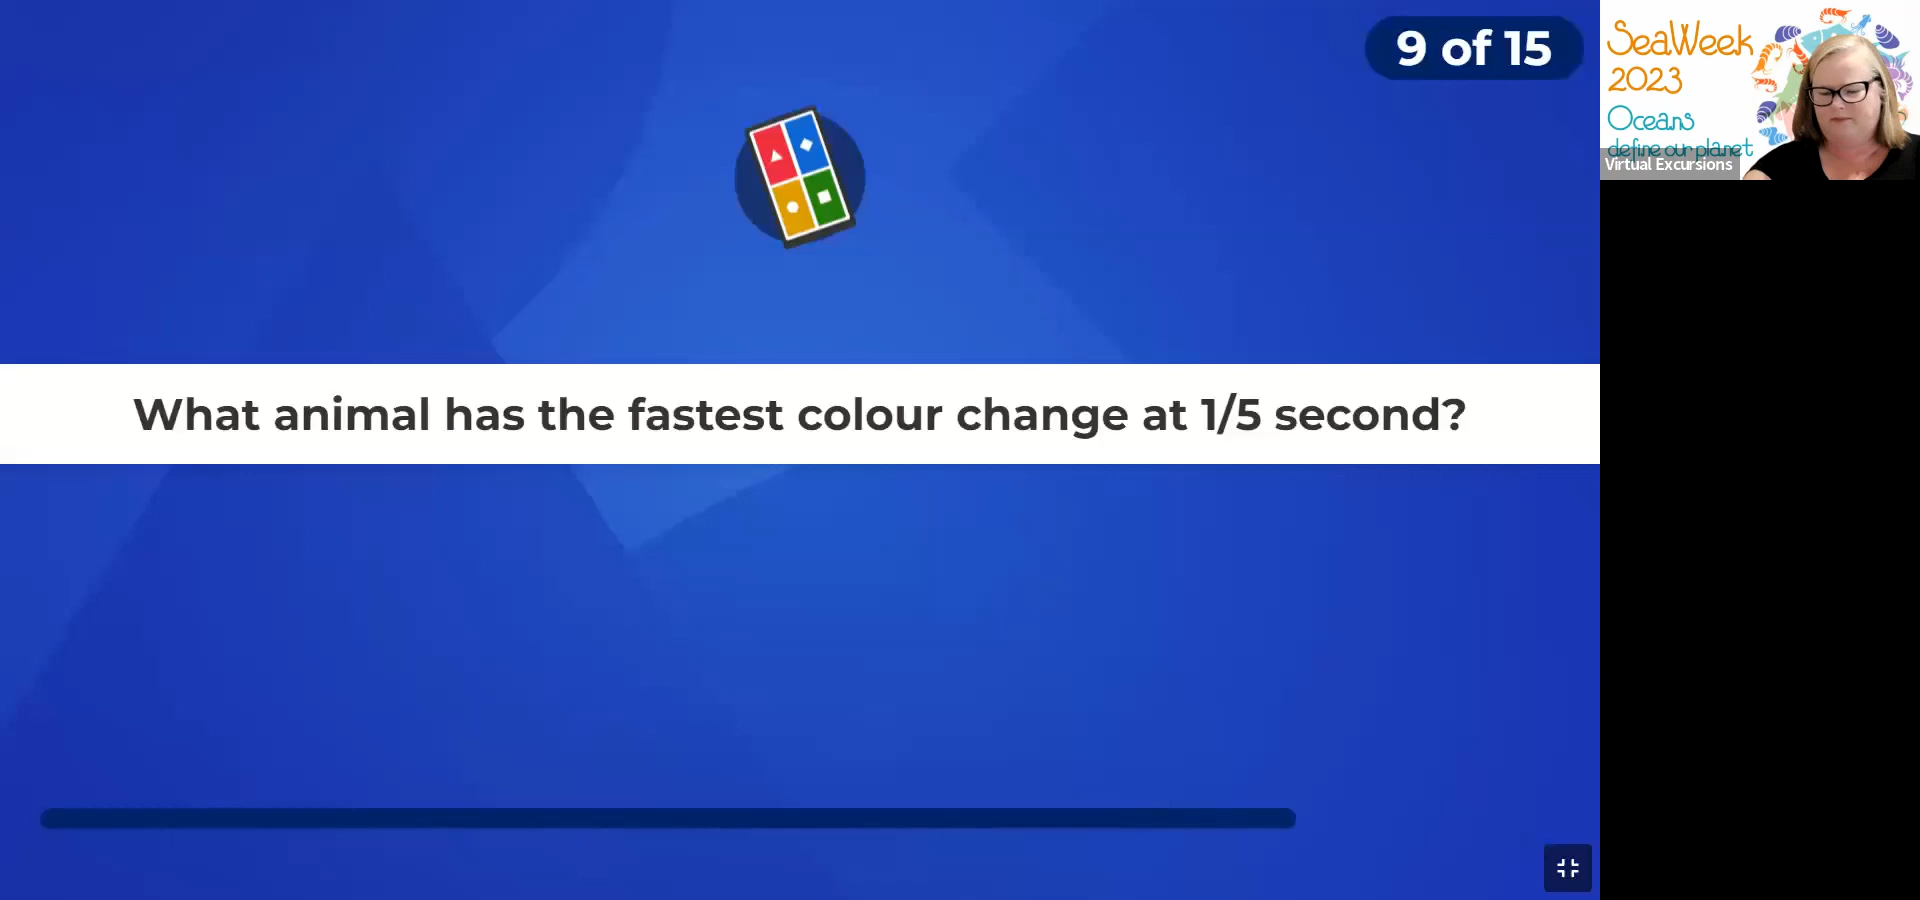 9 of 15
What animal has the fastest colour change at 1/5 second?
SeaWeek
2023
Oceans
define our planet
Virtual Excursions